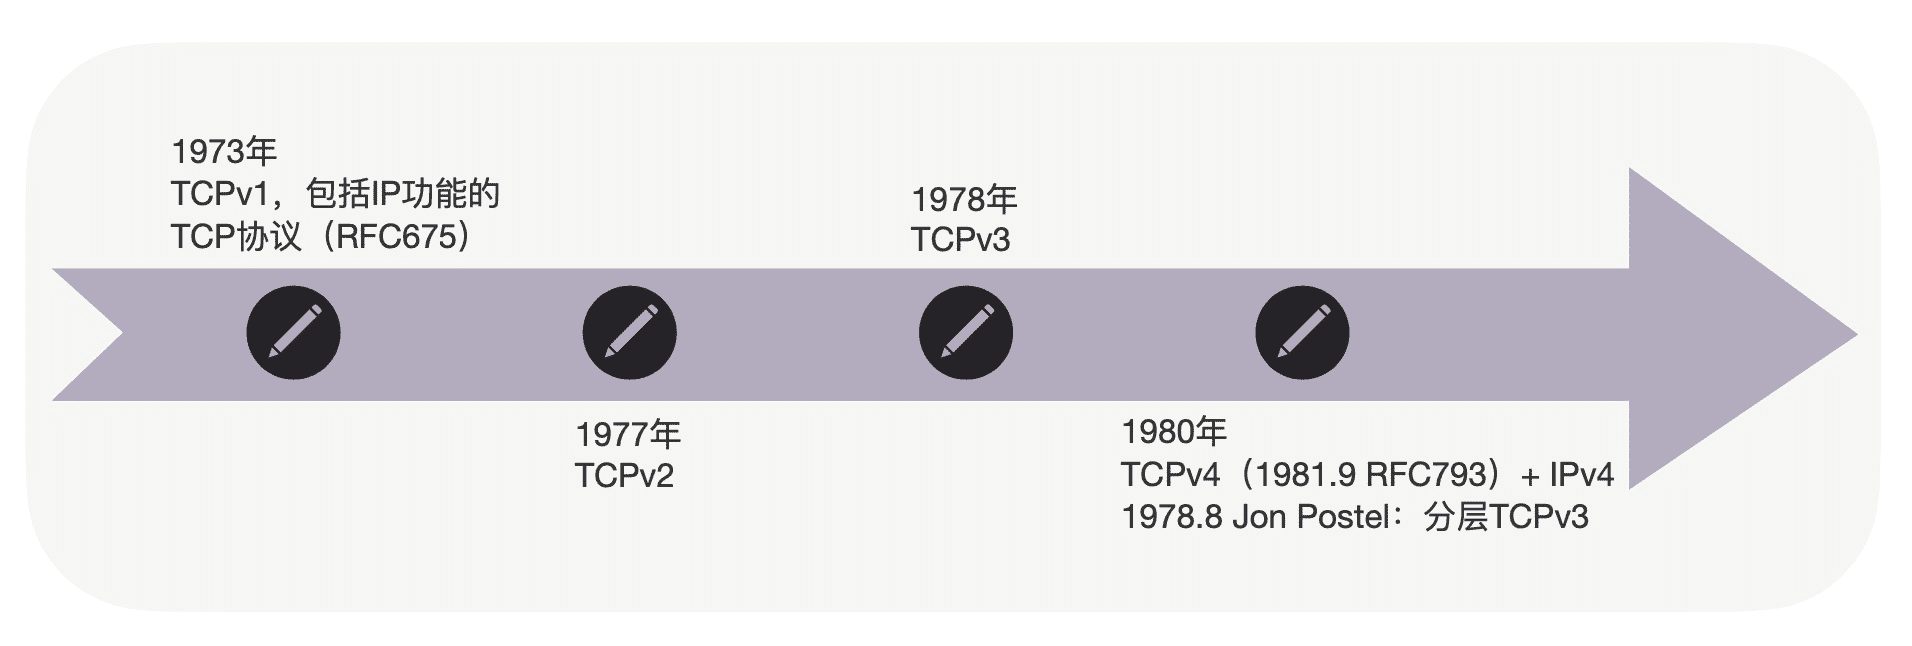 1973年
TCPv1，包括IP功能的
TCP协议（RFC675）
1977年
TCPv2
1978年
TCPv3
1980年
TCPv4（1981.9 RFC793）+ IPv4
1978.8 Jon Postel：分层TCPv3